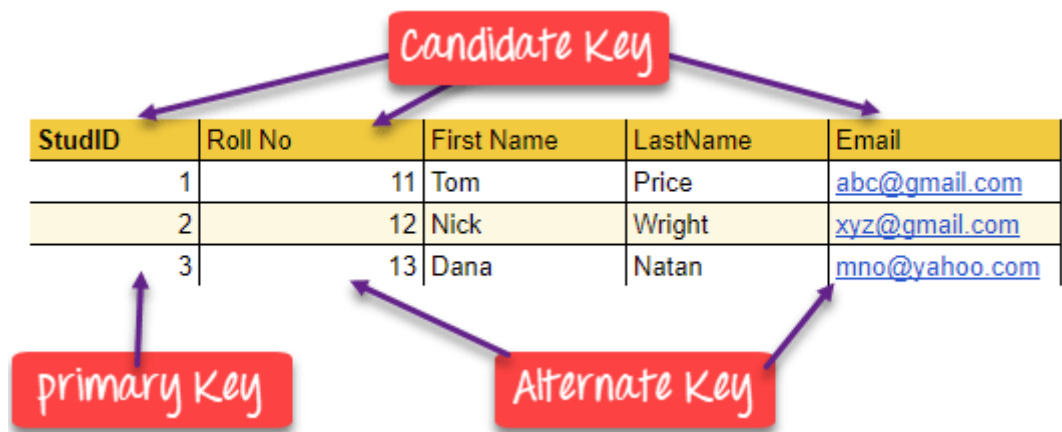 Candidate Key
StudID Roll No First Name LastName Email
1 11 Tom Price abc@gmail.com
2 12 Nick Wright xyz@gmail.com
3 13 Dana Natan mno@yahoo.com
primary Key Alternate Key